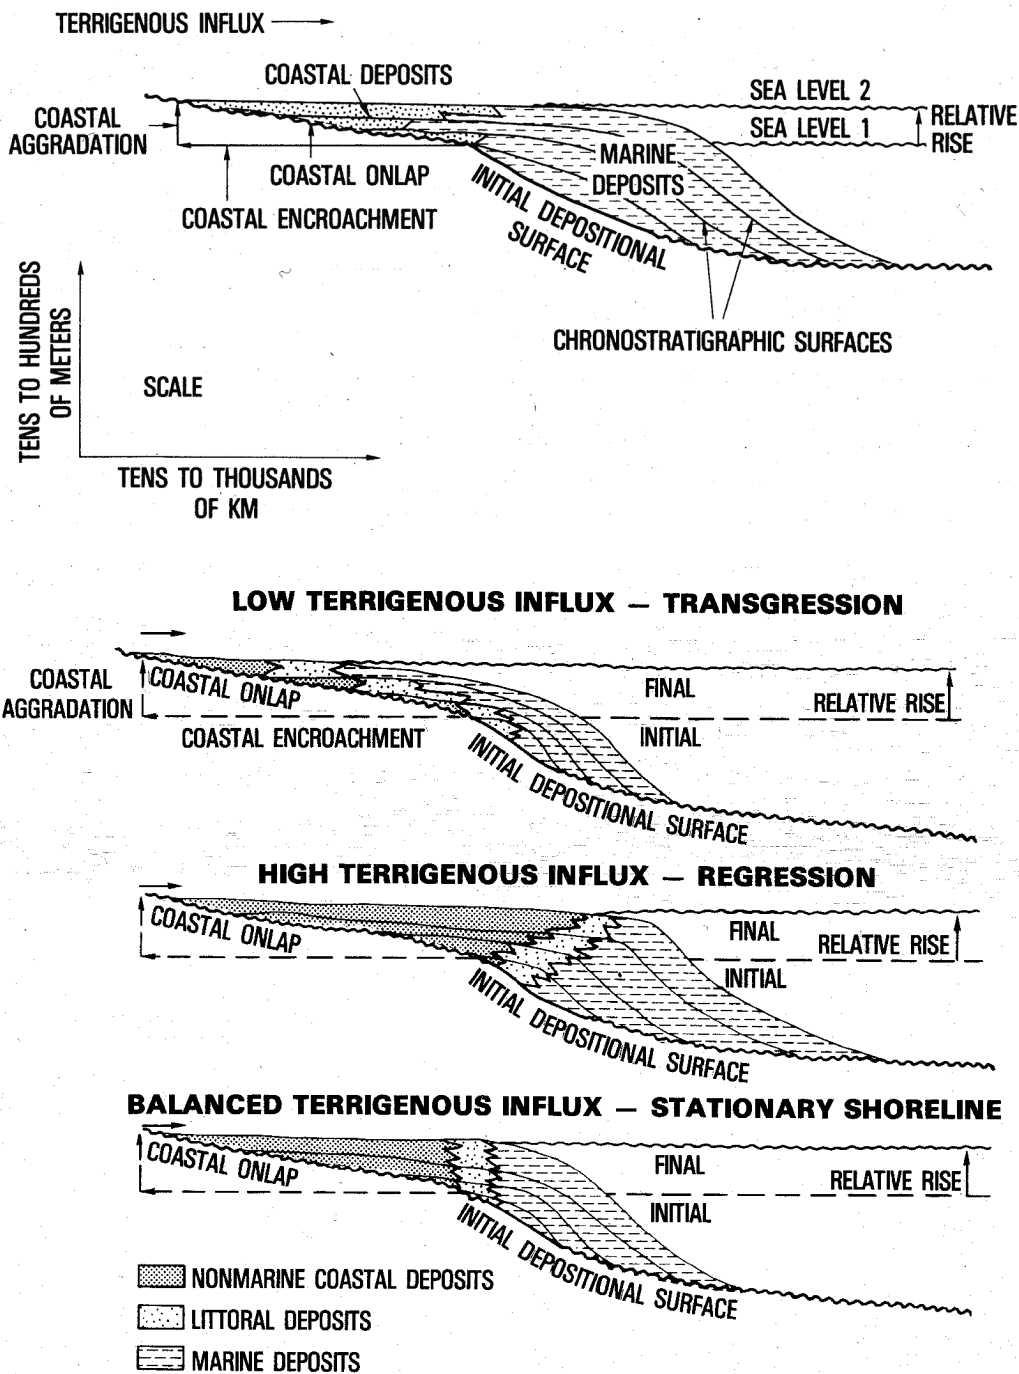 TERRIGENOUS INFLUX
COASTAL DEPOSITS
SEA LEVEL 2
COASTAL
AGGRADATION
SEA LEVEL 1
RELATIVE
RISE
MARINE
DEPOSITS
COASTAL ONLAP
COASTAL ENCROACHMENT
INITIAL DEPOSITIONAL
SURFACE
CHRONOSTRATIGRAPHIC SURFACES
TENS TO HUNDREDS
OF METERS
SCALE
TENS TO THOUSANDS
OF KM
LOW TERRIGENOUS INFLUX — TRANSGRESSION
COASTAL
AGGRADATION
COASTAL ONLAP
FINAL
RELATIVE RISE
COASTAL ENCROACHMENT
INITIAL
INITIAL DEPOSITIONAL SURFACE
HIGH TERRIGENOUS INFLUX — REGRESSION
COASTAL ONLAP
FINAL
RELATIVE RISE
INITIAL
INITIAL DEPOSITIONAL SURFACE
BALANCED TERRIGENOUS INFLUX — STATIONARY SHORELINE
COASTAL ONLAP
FINAL
RELATIVE RISE
INITIAL
INITIAL DEPOSITIONAL SURFACE
NONMARINE COASTAL DEPOSITS
LITTORAL DEPOSITS
MARINE DEPOSITS